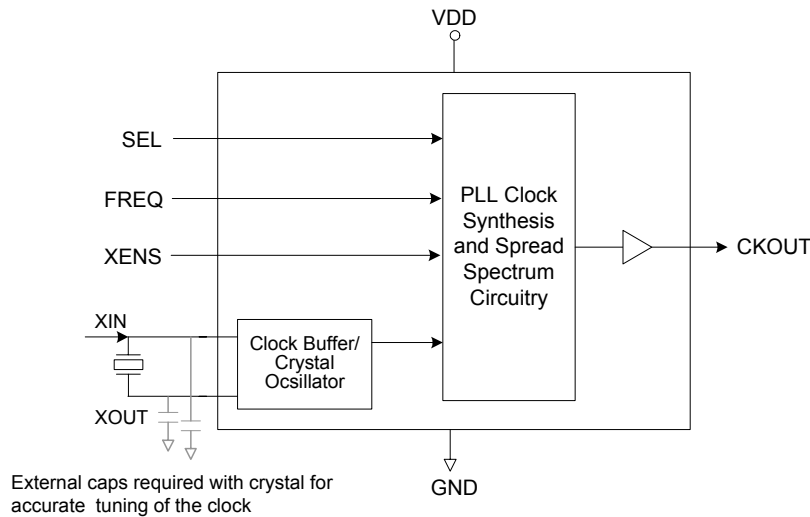 VDD
SEL
FREQ
XENS
PLL Clock
Synthesis
and Spread
Spectrum
Circuitry
CKOUT
XIN
Clock Buffer/
Crystal
Ocsillator
XOUT
GND
External caps required with crystal for
accurate tuning of the clock